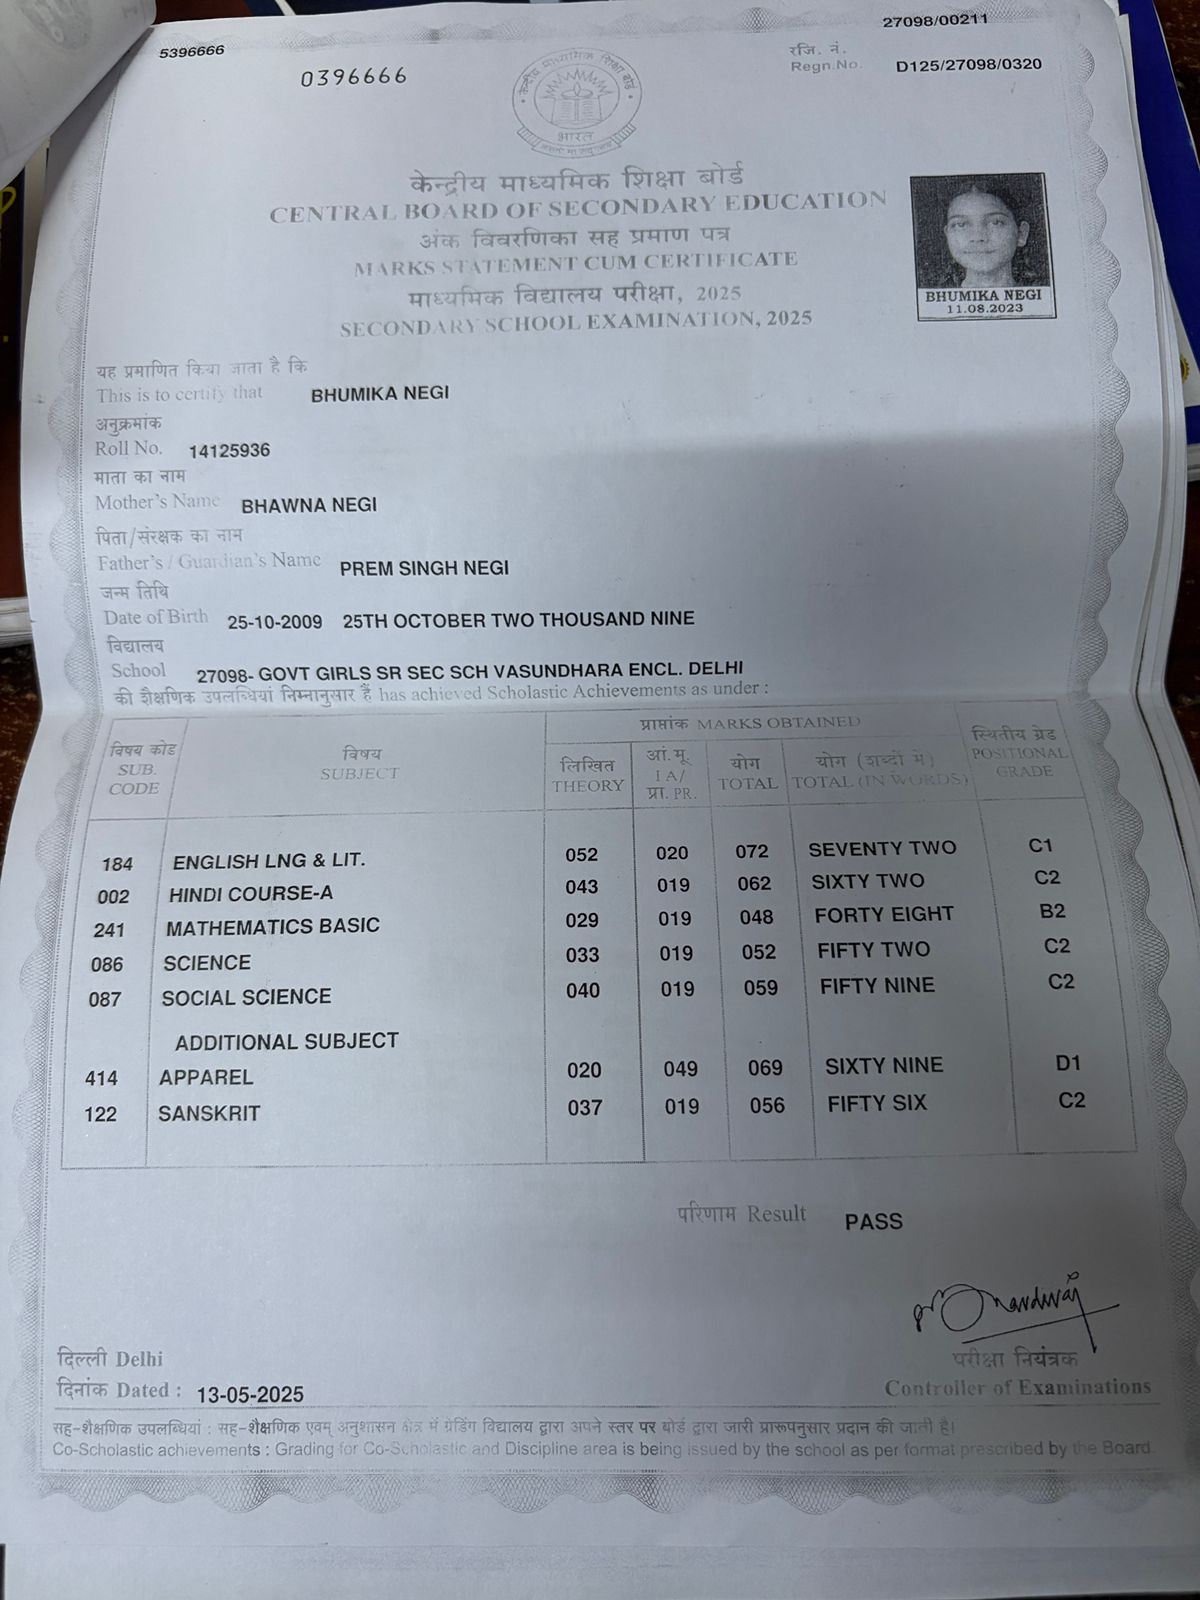 27098/00211
5396666
0396666
रजि. नं.
Regn.No. D125/27098/0320
केन्द्रीय माध्यमिक शिक्षा बोर्ड
भारत
केन्द्रीय माध्यमिक शिक्षा बोर्ड
CENTRAL BOARD OF SECONDARY EDUCATION
अंक विवरणिका सह प्रमाण पत्र
MARKS STATEMENT CUM CERTIFICATE
माध्यमिक विद्यालय परीक्षा, 2025
SECONDARY SCHOOL EXAMINATION, 2025
BHUMIKA NEGI
11.08.2023
यह प्रमाणित किया जाता है कि
This is to certify that BHUMIKA NEGI
अनुक्रमांक
Roll No. 14125936
माता का नाम
Mother's Name BHAWNA NEGI
पिता/संरक्षक का नाम
Father's / Guardian's Name PREM SINGH NEGI
जन्म तिथि
Date of Birth 25-10-2009 25TH OCTOBER TWO THOUSAND NINE
विद्यालय
School 27098- GOVT GIRLS SR SEC SCH VASUNDHARA ENCL. DELHI
की शैक्षणिक उपलब्धियां निम्नानुसार हैं has achieved Scholastic Achievements as under :
प्राप्तांक MARKS OBTAINED
विषय कोड विषय लिखित आं.मू. योग योग (शब्दों में) स्थितीय ग्रेड
SUB. CODE SUBJECT THEORY I A/ प्रा. PR. TOTAL TOTAL (IN WORDS) POSITIONAL GRADE
184 ENGLISH LNG & LIT. 052 020 072 SEVENTY TWO C1
002 HINDI COURSE-A 043 019 062 SIXTY TWO C2
241 MATHEMATICS BASIC 029 019 048 FORTY EIGHT B2
086 SCIENCE 033 019 052 FIFTY TWO C2
087 SOCIAL SCIENCE 040 019 059 FIFTY NINE C2
ADDITIONAL SUBJECT
414 APPAREL 020 049 069 SIXTY NINE D1
122 SANSKRIT 037 019 056 FIFTY SIX C2
परिणाम Result PASS
दिल्ली Delhi
परीक्षा नियंत्रक
दिनांक Dated : 13-05-2025
Controller of Examinations
सह-शैक्षणिक उपलब्धियां : सह-शैक्षणिक एवम् अनुशासन क्षेत्र में ग्रेडिंग विद्यालय द्वारा अपने स्तर पर बोर्ड द्वारा जारी प्रारूपनुसार प्रदान की जाती है।
Co-Scholastic achievements : Grading for Co-Scholastic and Discipline area is being issued by the school as per format prescribed by the Board.